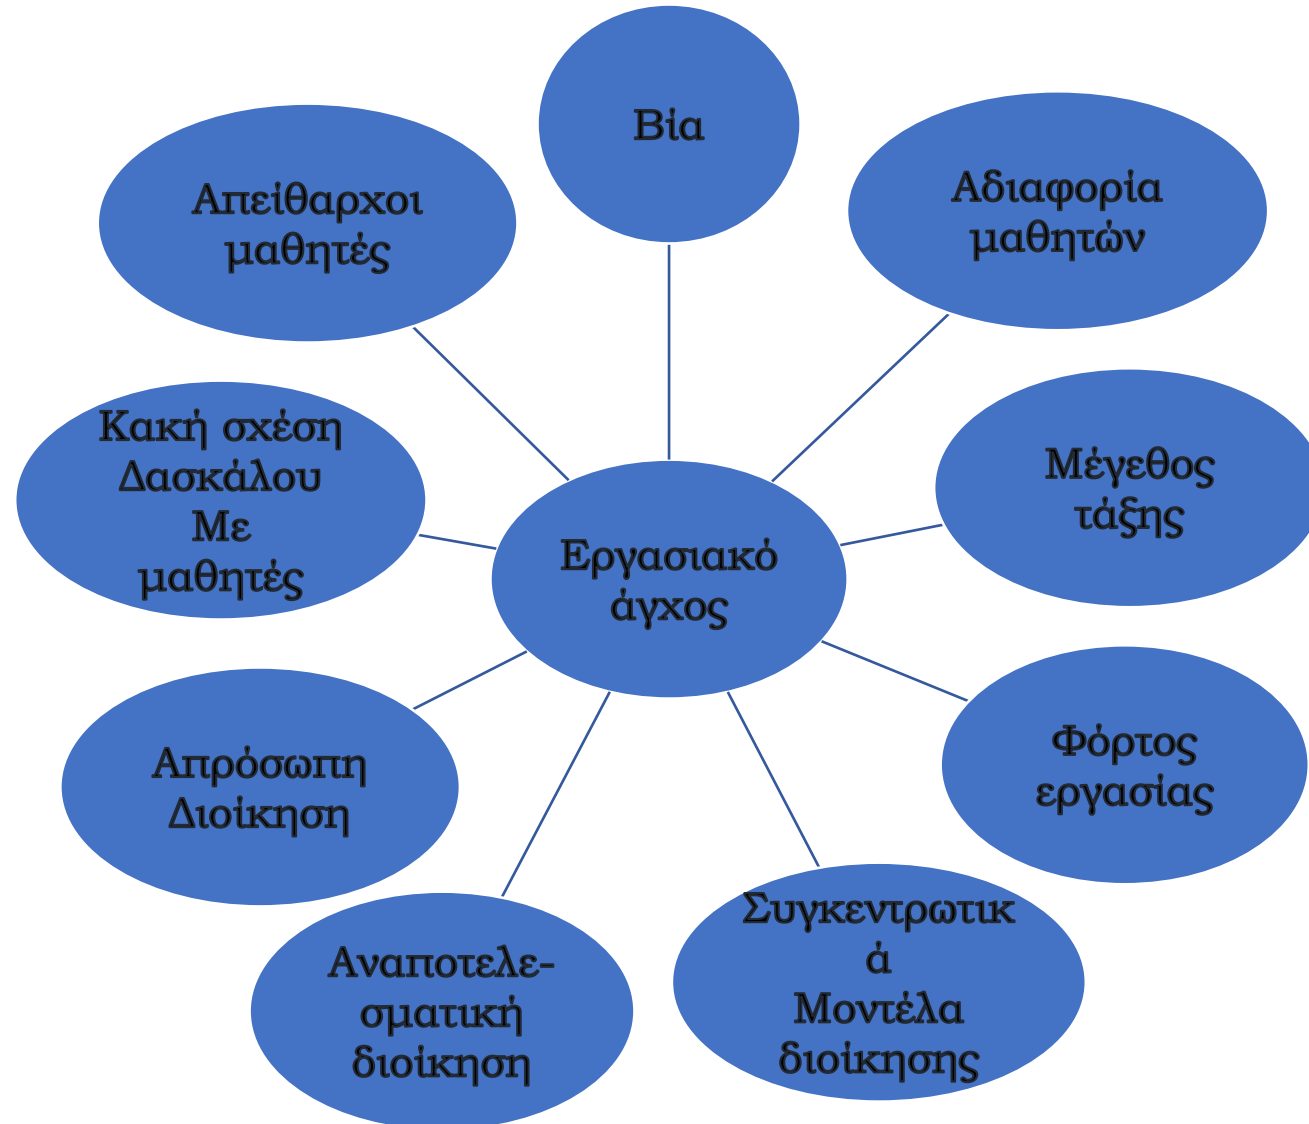 Βία
Απείθαρχοι
μαθητές
Αδιαφορία
μαθητών
Κακή σχέση
Δασκάλου
Με
μαθητές
Μέγεθος
τάξης
Εργασιακό
άγχος
Απρόσωπη
Διοίκηση
Φόρτος
εργασίας
Αναποτελε-
σματική
διοίκηση
Συγκεντρωτικ
ά
Μοντέλα
διοίκησης